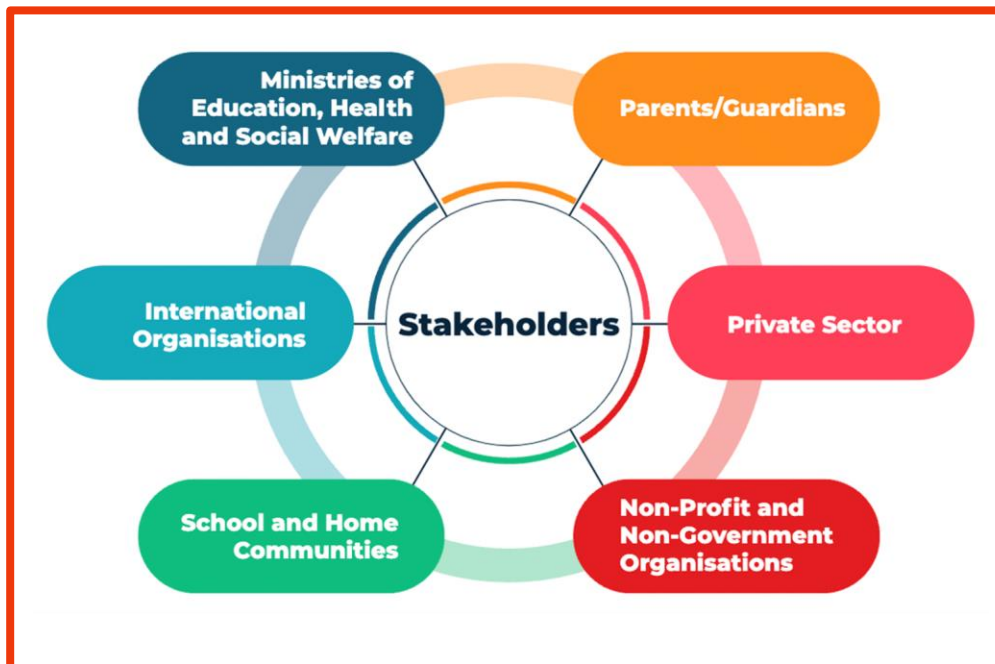 Ministries of
Education, Health
and Social Welfare
Parents/Guardians
International
Organisations
Stakeholders
Private Sector
School and Home
Communities
Non-Profit and
Non-Government
Organisations